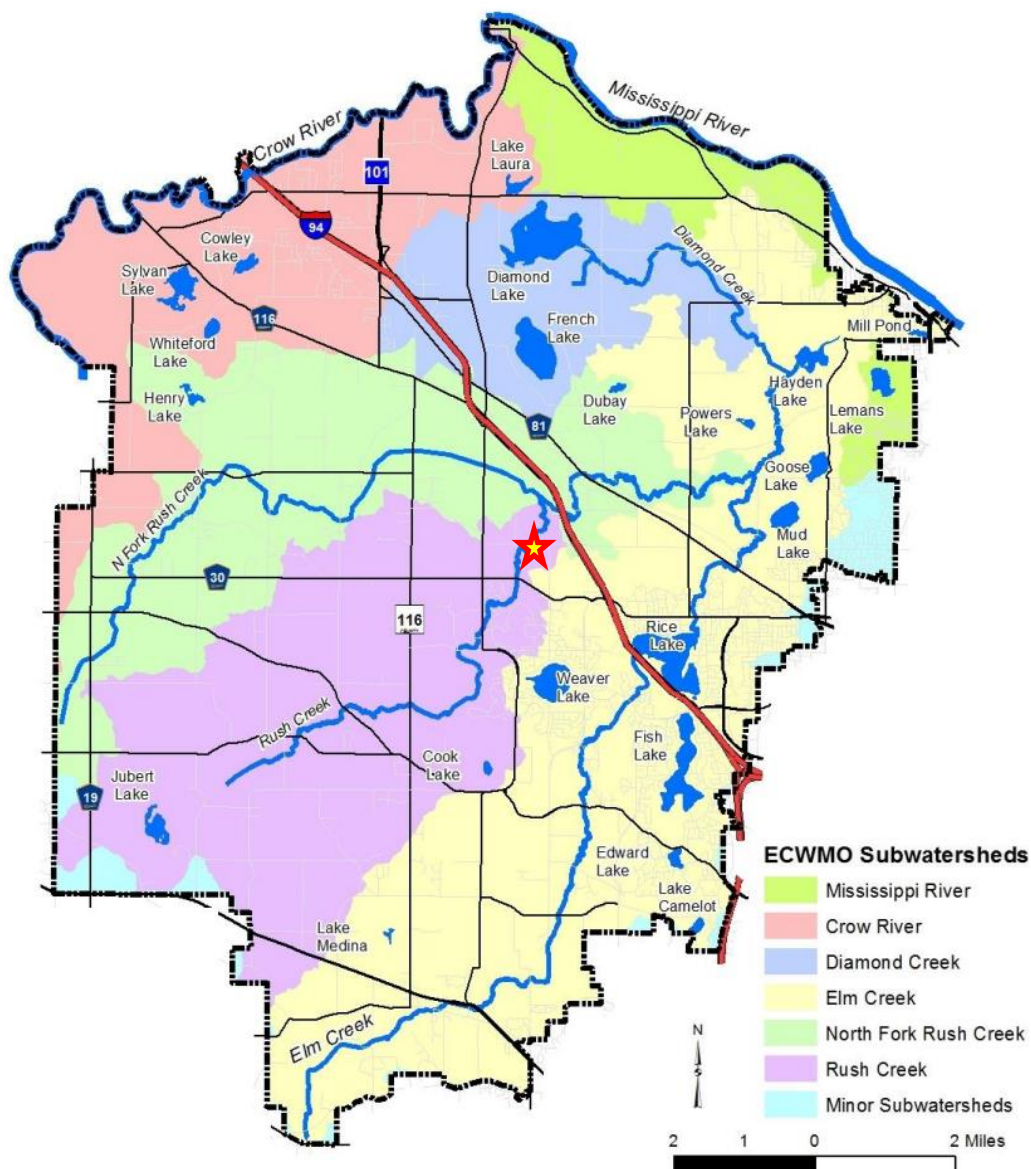 Mississippi River
Crow River
Lake
Laura
101
94
Cowley
Lake
Sylvan
Lake
Diamond
Lake
Diamond Creek
116
French
Lake
Mill Pond
Whiteford
Lake
Hayden
Lake
Henry
Lake
Dubay
Lake
Powers
Lake
Lemans
Lake
81
Goose
Lake
N Fork Rush Creek
Mud
Lake
30
116
Rice
Lake
Weaver
Lake
Rush Creek
Fish
Lake
Cook
Lake
Jubert
Lake
19
Edward
Lake
Lake
Camelot
Lake
Medina
Elm Creek
ECWMO Subwatersheds
Mississippi River
Crow River
Diamond Creek
Elm Creek
North Fork Rush Creek
Rush Creek
Minor Subwatersheds
N
2 1 0 2 Miles